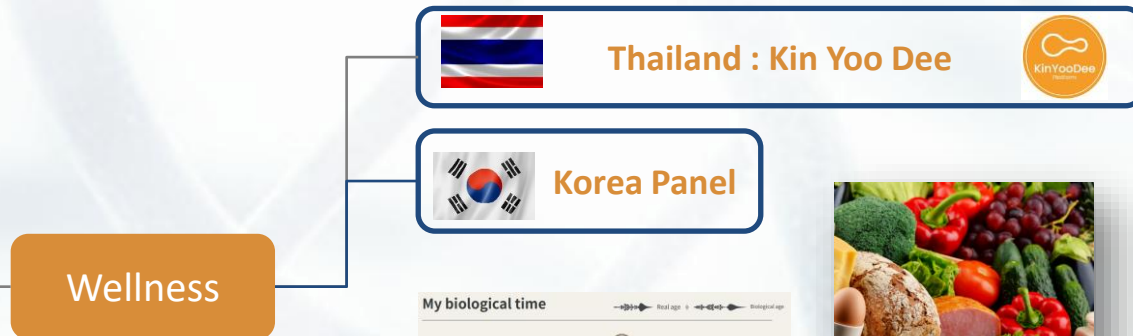 Thailand : Kin Yoo Dee
KinYooDee
Korea Panel
Wellness
My biological time
Real age
Biological age